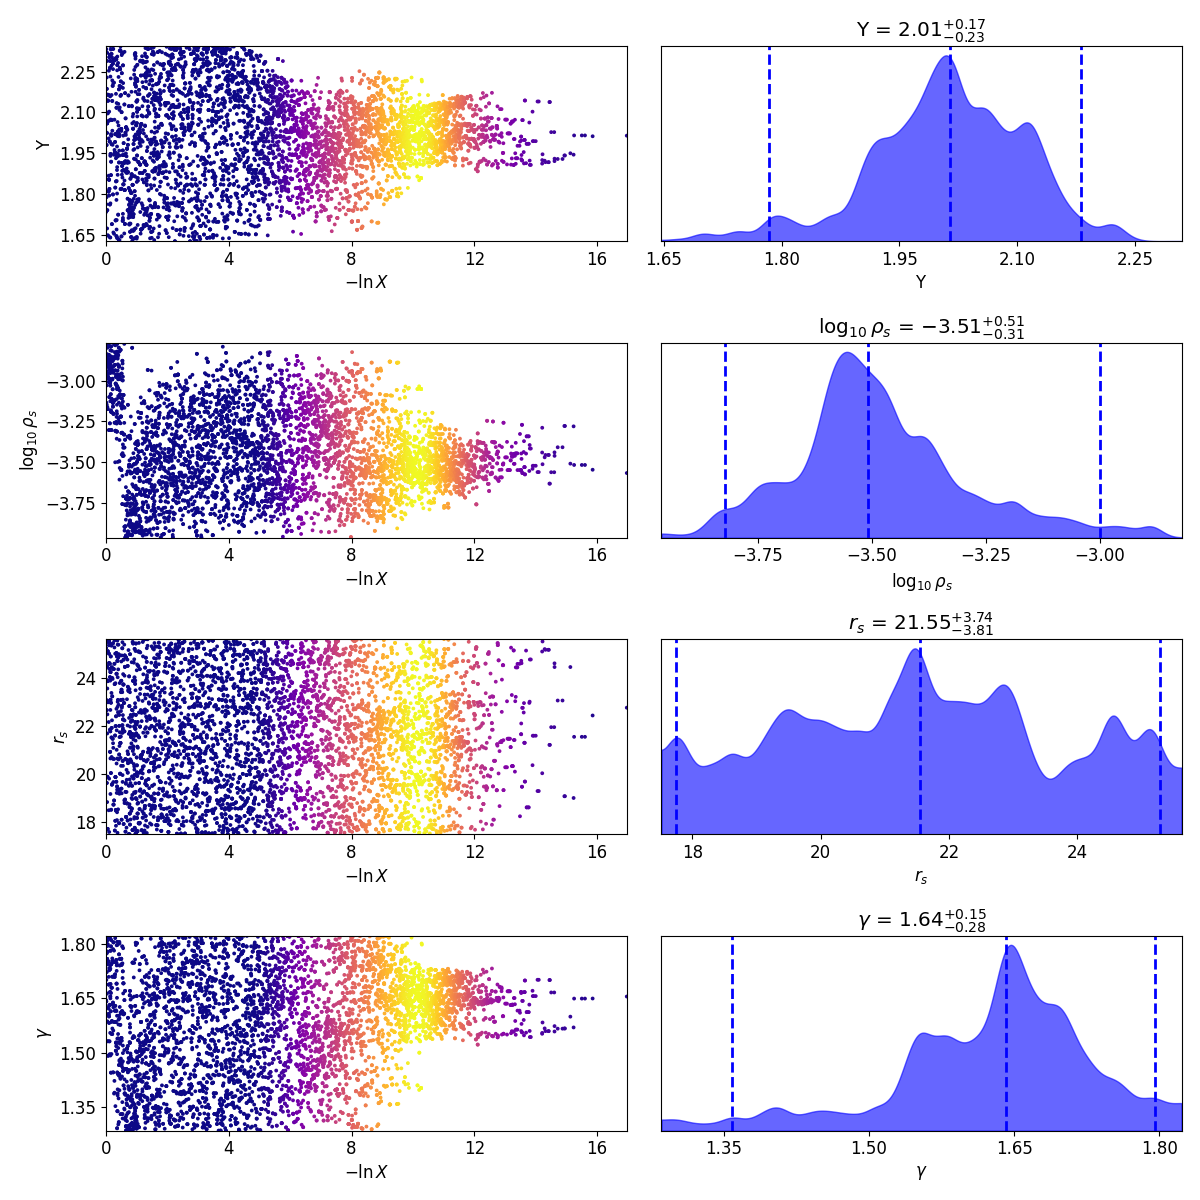 Y = 2.01 +0.17 −0.23
2.25
2.10
1.95
1.80
1.65
Y
0 4 8 12 16
−ln X
1.65 1.80 1.95 2.10 2.25
Y
log10 ρs = −3.51 +0.51 −0.31
−3.00
−3.25
−3.50
−3.75
log10 ρs
0 4 8 12 16
−ln X
−3.75 −3.50 −3.25 −3.00
log10 ρs
rs = 21.55 +3.74 −3.81
24
22
20
18
rs
0 4 8 12 16
−ln X
18 20 22 24
rs
γ = 1.64 +0.15 −0.28
1.80
1.65
1.50
1.35
γ
0 4 8 12 16
−ln X
1.35 1.50 1.65 1.80
γ